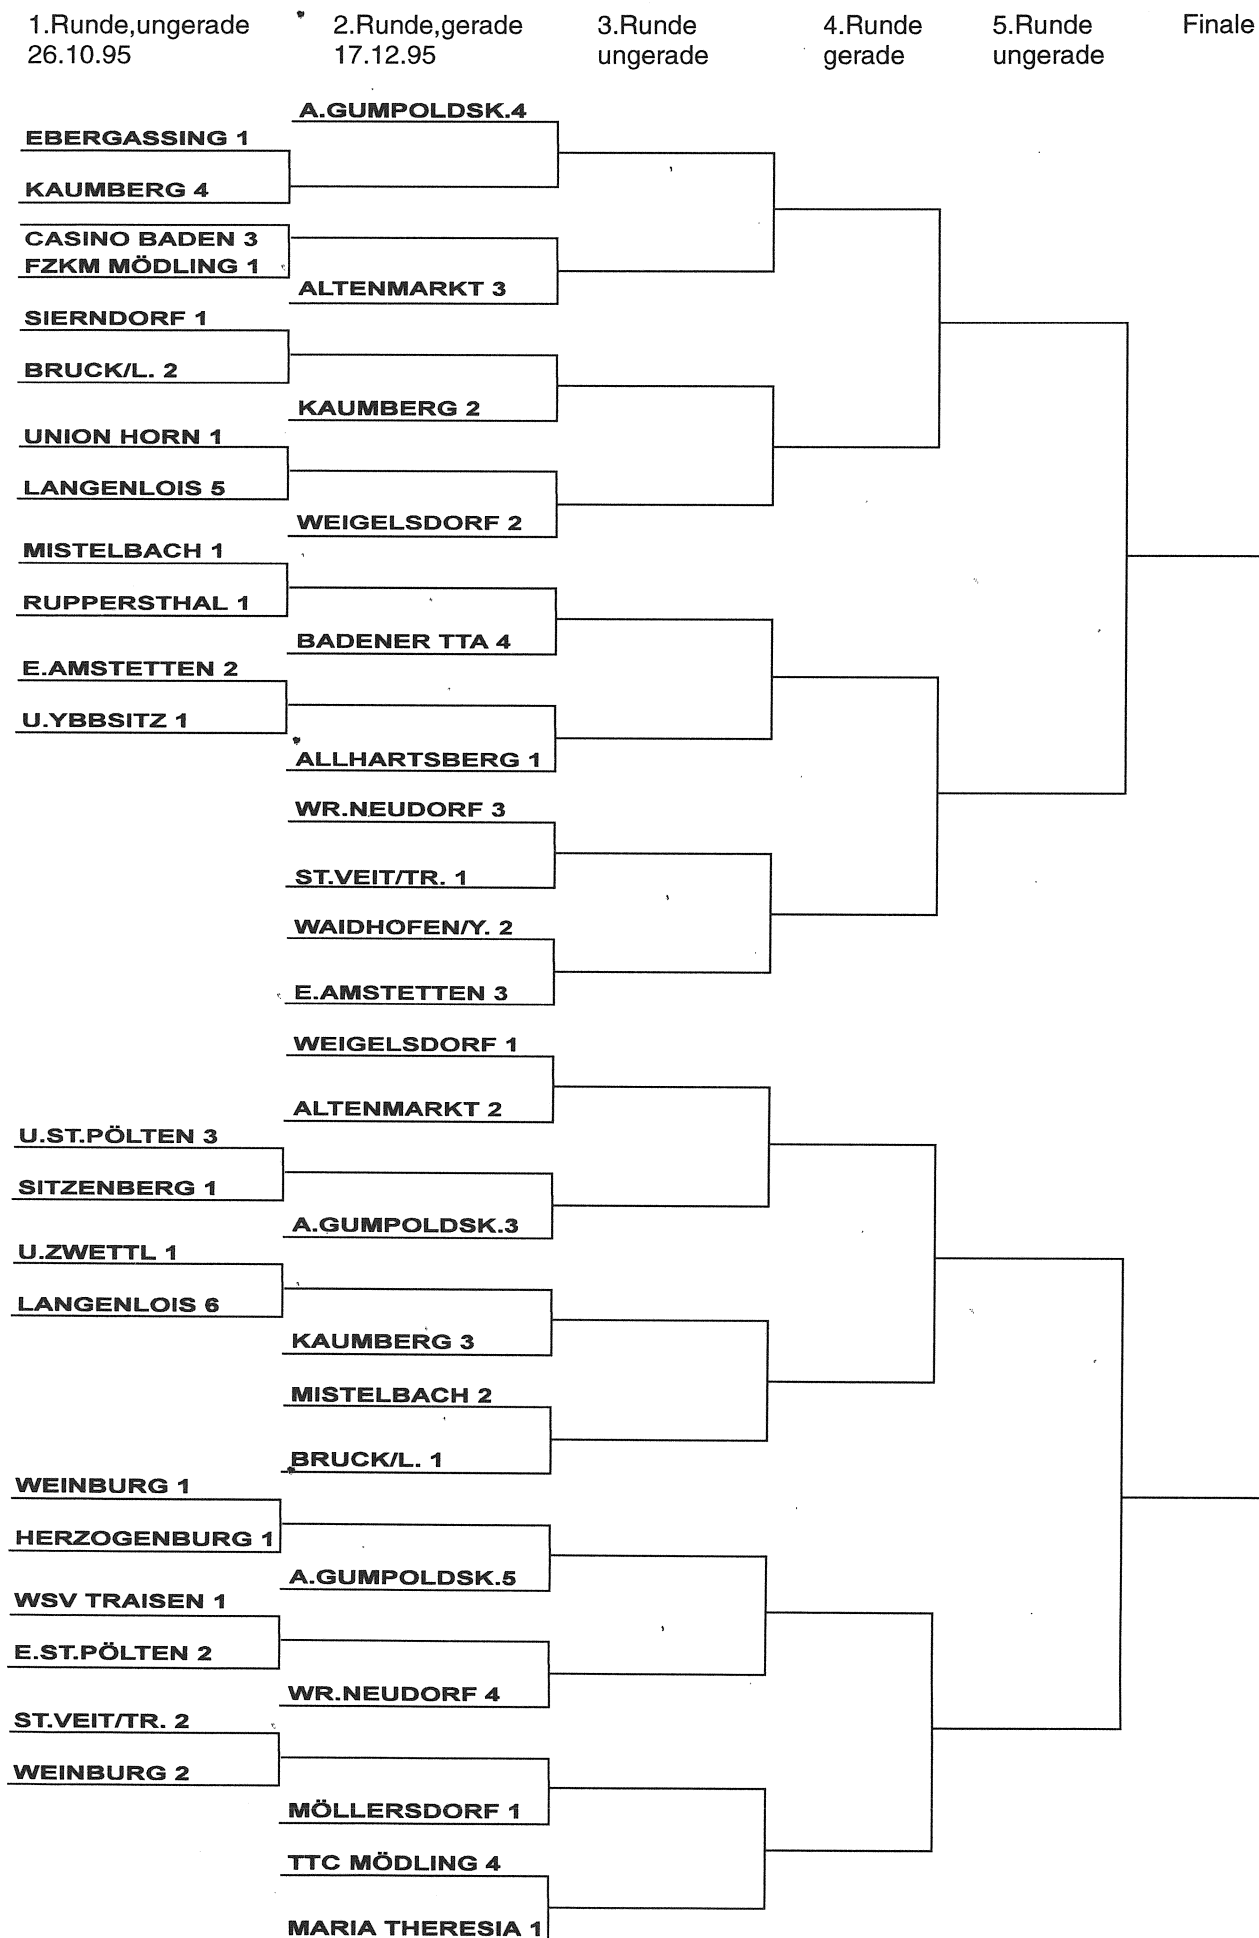 1.Runde,ungerade 2.Runde,gerade 3.Runde 4.Runde 5.Runde Finale
26.10.95 17.12.95 ungerade gerade ungerade
A.GUMPOLDSK.4
EBERGASSING 1
KAUMBERG 4
CASINO BADEN 3
FZKM MÖDLING 1
ALTENMARKT 3
SIERNDORF 1
BRUCK/L. 2
KAUMBERG 2
UNION HORN 1
LANGENLOIS 5
WEIGELSDORF 2
MISTELBACH 1
RUPPERSTHAL 1
BADENER TTA 4
E.AMSTETTEN 2
U.YBBSITZ 1
ALLHARTSBERG 1
WR.NEUDORF 3
ST.VEIT/TR. 1
WAIDHOFEN/Y. 2
E.AMSTETTEN 3
WEIGELSDORF 1
ALTENMARKT 2
U.ST.PÖLTEN 3
SITZENBERG 1
A.GUMPOLDSK.3
U.ZWETTL 1
LANGENLOIS 6
KAUMBERG 3
MISTELBACH 2
BRUCK/L. 1
WEINBURG 1
HERZOGENBURG 1
A.GUMPOLDSK.5
WSV TRAISEN 1
E.ST.PÖLTEN 2
WR.NEUDORF 4
ST.VEIT/TR. 2
WEINBURG 2
MÖLLERSDORF 1
TTC MÖDLING 4
MARIA THERESIA 1